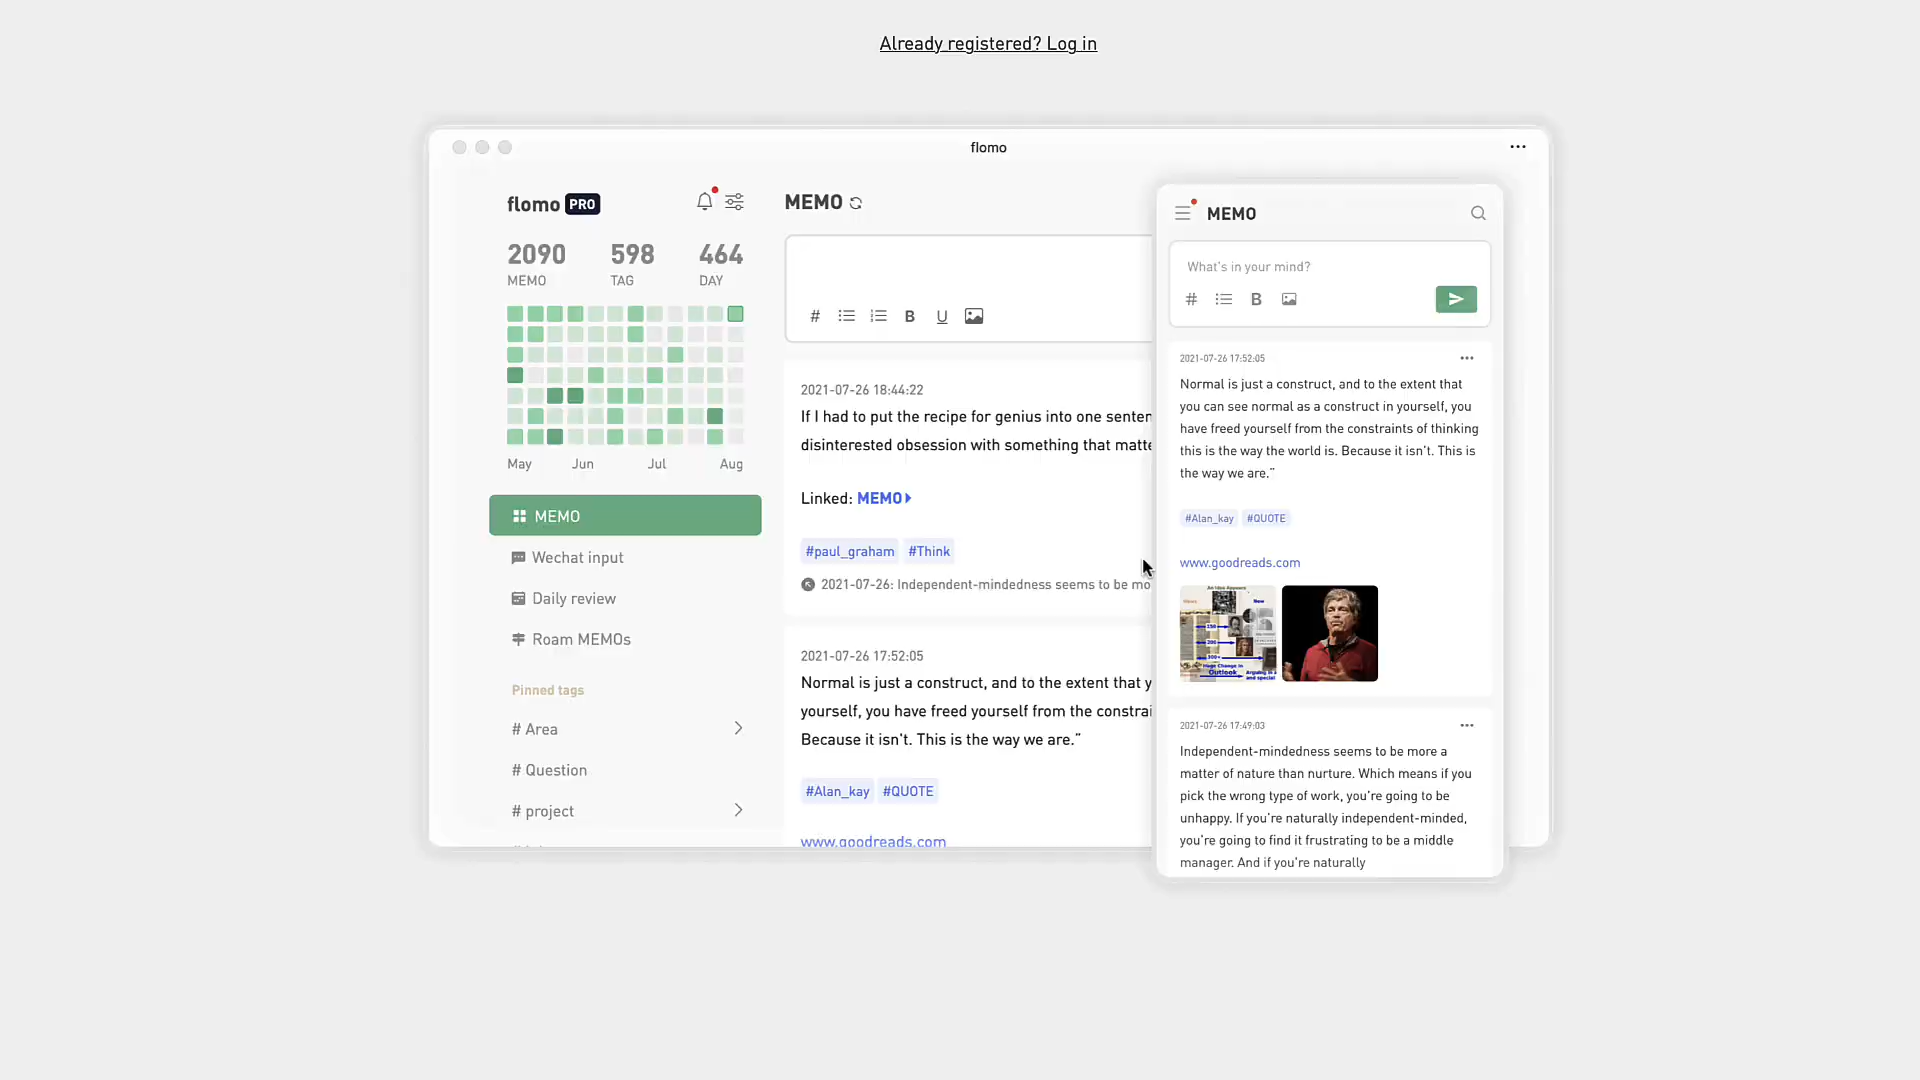 Already registered? Log in
flomo
flomo PRO
2090 598 464
MEMO TAG DAY
May Jun Jul Aug
MEMO
Wechat input
Daily review
Roam MEMOs
Pinned tags
# Area
# Question
# project
MEMO
# B U
2021-07-26 18:44:22
If I had to put the recipe for genius into one senten
disinterested obsession with something that matte
Linked: MEMO
#paul_graham #Think
2021-07-26: Independent-mindedness seems to be mo
2021-07-26 17:52:05
Normal is just a construct, and to the extent that y
yourself, you have freed yourself from the constrai
Because it isn't. This is the way we are.”
#Alan_kay #QUOTE
www.goodreads.com
MEMO
What's in your mind?
# B
2021-07-26 17:52:05
Normal is just a construct, and to the extent that
you can see normal as a construct in yourself, you
have freed yourself from the constraints of thinking
this is the way the world is. Because it isn't. This is
the way we are.”
#Alan_kay #QUOTE
www.goodreads.com
2021-07-26 17:49:03
Independent-mindedness seems to be more a
matter of nature than nurture. Which means if you
pick the wrong type of work, you're going to be
unhappy. If you're naturally independent-minded,
you're going to find it frustrating to be a middle
manager. And if you're naturally